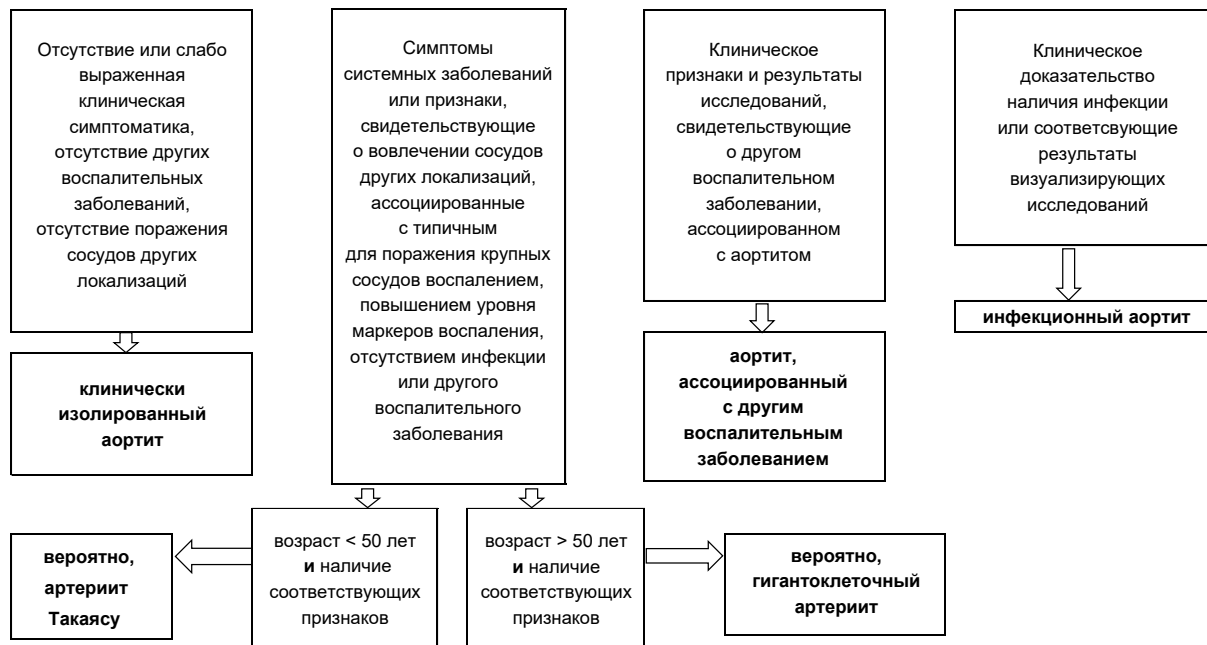 Отсутствие или слабо
выраженная
клиническая
симптоматика,
отсутствие других
воспалительных
заболеваний,
отсутствие поражения
сосудов других
локализаций
клинически
изолированный
аортит
Симптомы
системных заболеваний
или признаки,
свидетельствующие
о вовлечении сосудов
других локализаций,
ассоциированные
с типичным
для поражения крупных
сосудов воспалением,
повышением уровня
маркеров воспаления,
отсутствием инфекции
или другого
воспалительного
заболевания
Клиническое
признаки и результаты
исследований,
свидетельствующие
о другом
воспалительном
заболевании,
ассоциированном
с аортитом
аортит,
ассоциированный
с другим
воспалительным
заболеванием
Клиническое
доказательство
наличия инфекции
или соответсвующие
результаты
визуализирующих
исследований
инфекционный аортит
вероятно,
артериит
Такаясу
возраст < 50 лет
и наличие
соответствующих
признаков
возраст > 50 лет
и наличие
соответствующих
признаков
вероятно,
гигантоклеточный
артериит